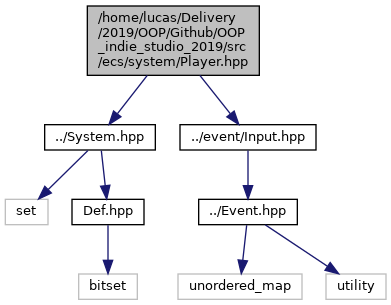 /home/lucas/Delivery
/2019/OOP/Github/OOP
_indie_studio_2019/src
/ecs/system/Player.hpp
../System.hpp
../event/Input.hpp
set
Def.hpp
../Event.hpp
bitset
unordered_map
utility